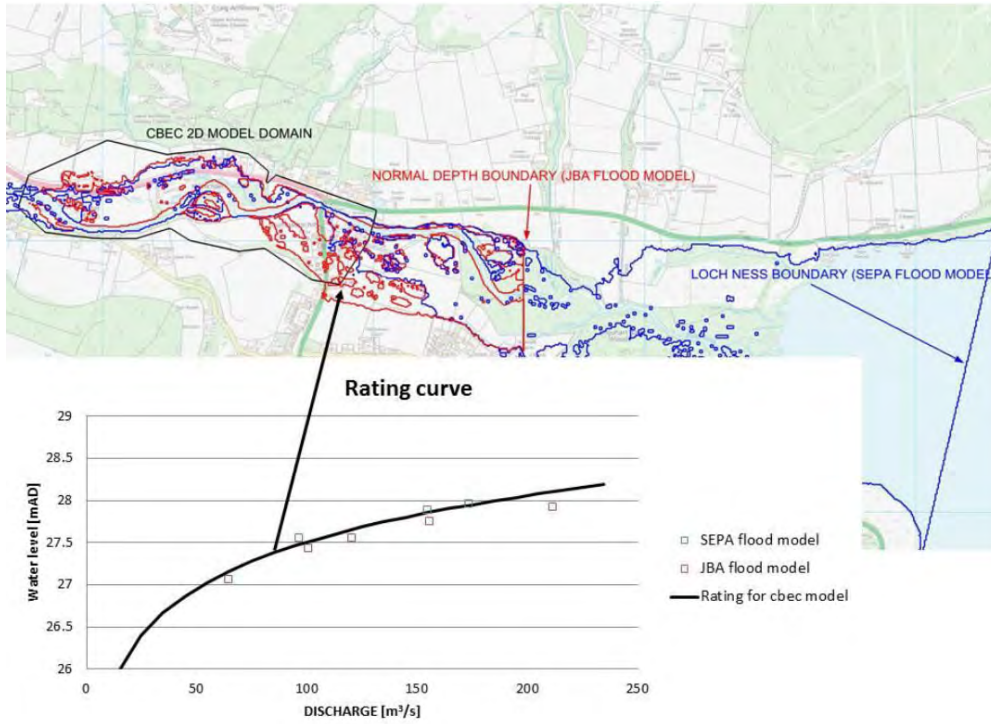 CBEC 2D MODEL DOMAIN
NORMAL DEPTH BOUNDARY (JBA FLOOD MODEL)
LOCH NESS BOUNDARY (SEPA FLOOD MODEL
Rating curve
29
28.5
28
27.5
27
26.5
26
Water level [mAD]
0
50
100
150
200
250
DISCHARGE [m³/s]
SEPA flood model
JBA flood model
Rating for cbec model